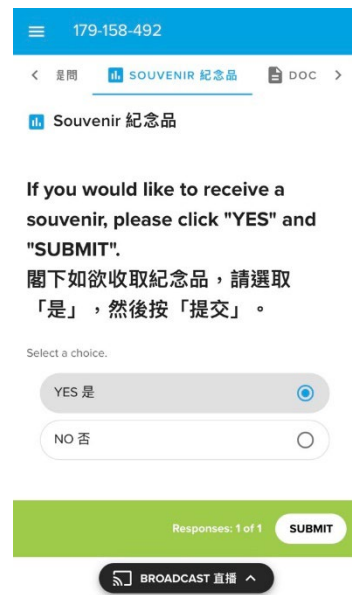 179-158-492
是問
SOUVENIR 紀念品
DOC
Souvenir 紀念品
If you would like to receive a
souvenir, please click "YES" and
"SUBMIT".
閣下如欲收取紀念品，請選取
「是」，然後按「提交」。
Select a choice.
YES 是
NO 否
Responses: 1 of 1
SUBMIT
BROADCAST 直播